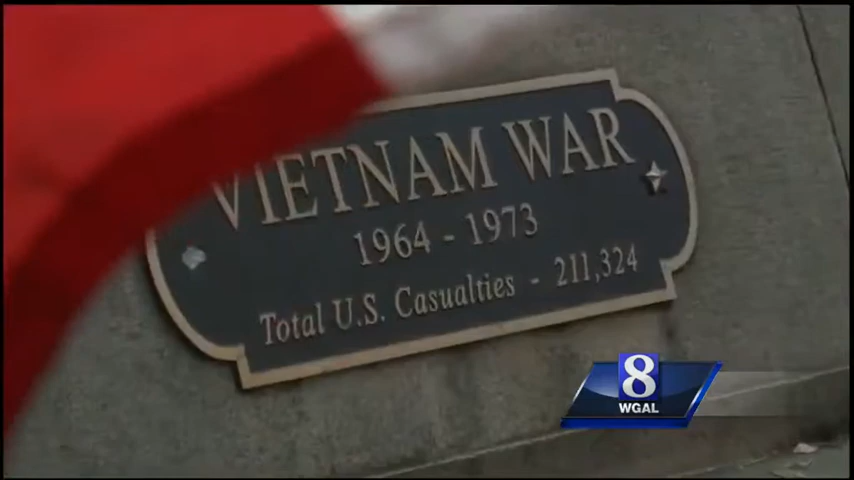 VIETNAM WAR
1964 - 1973
Total U.S. Casualties - 211,324
8
WGAL